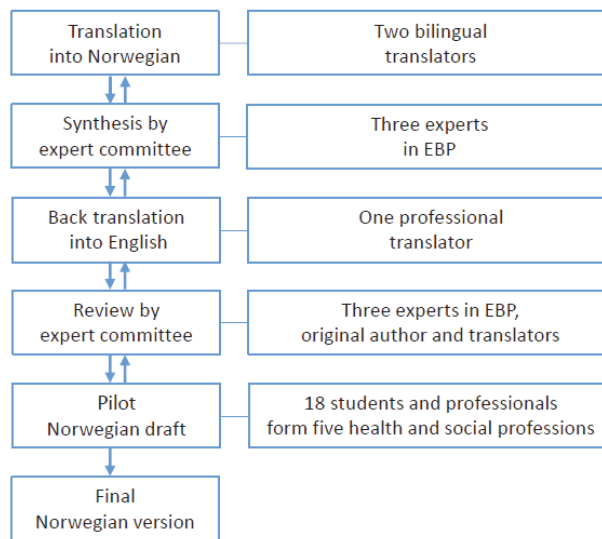 Translation
into Norwegian
Two bilingual
translators
Synthesis by
expert committee
Three experts
in EBP
Back translation
into English
One professional
translator
Review by
expert committee
Three experts in EBP,
original author and translators
Pilot
Norwegian draft
18 students and professionals
form five health and social professions
Final
Norwegian version